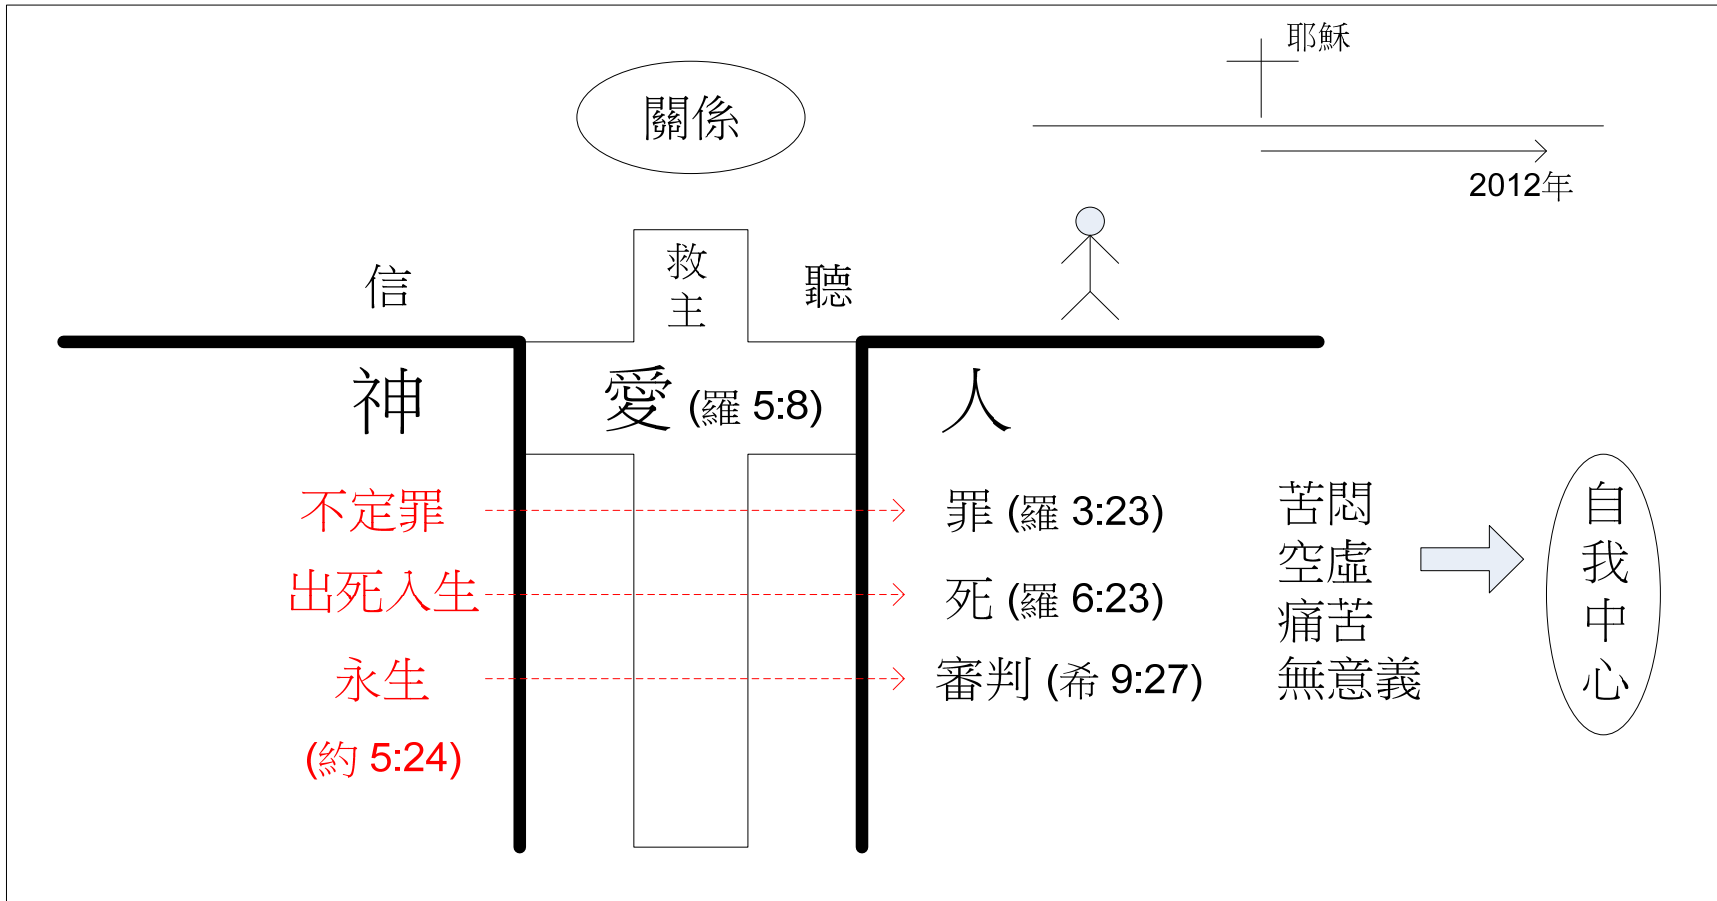 耶穌
關係
2012年
救主
信
聽
神
愛 (羅 5:8)
人
不定罪
罪 (羅 3:23)
苦悶
空虛
痛苦
無意義
自我中心
出死入生
死 (羅 6:23)
永生
審判 (希 9:27)
(約 5:24)